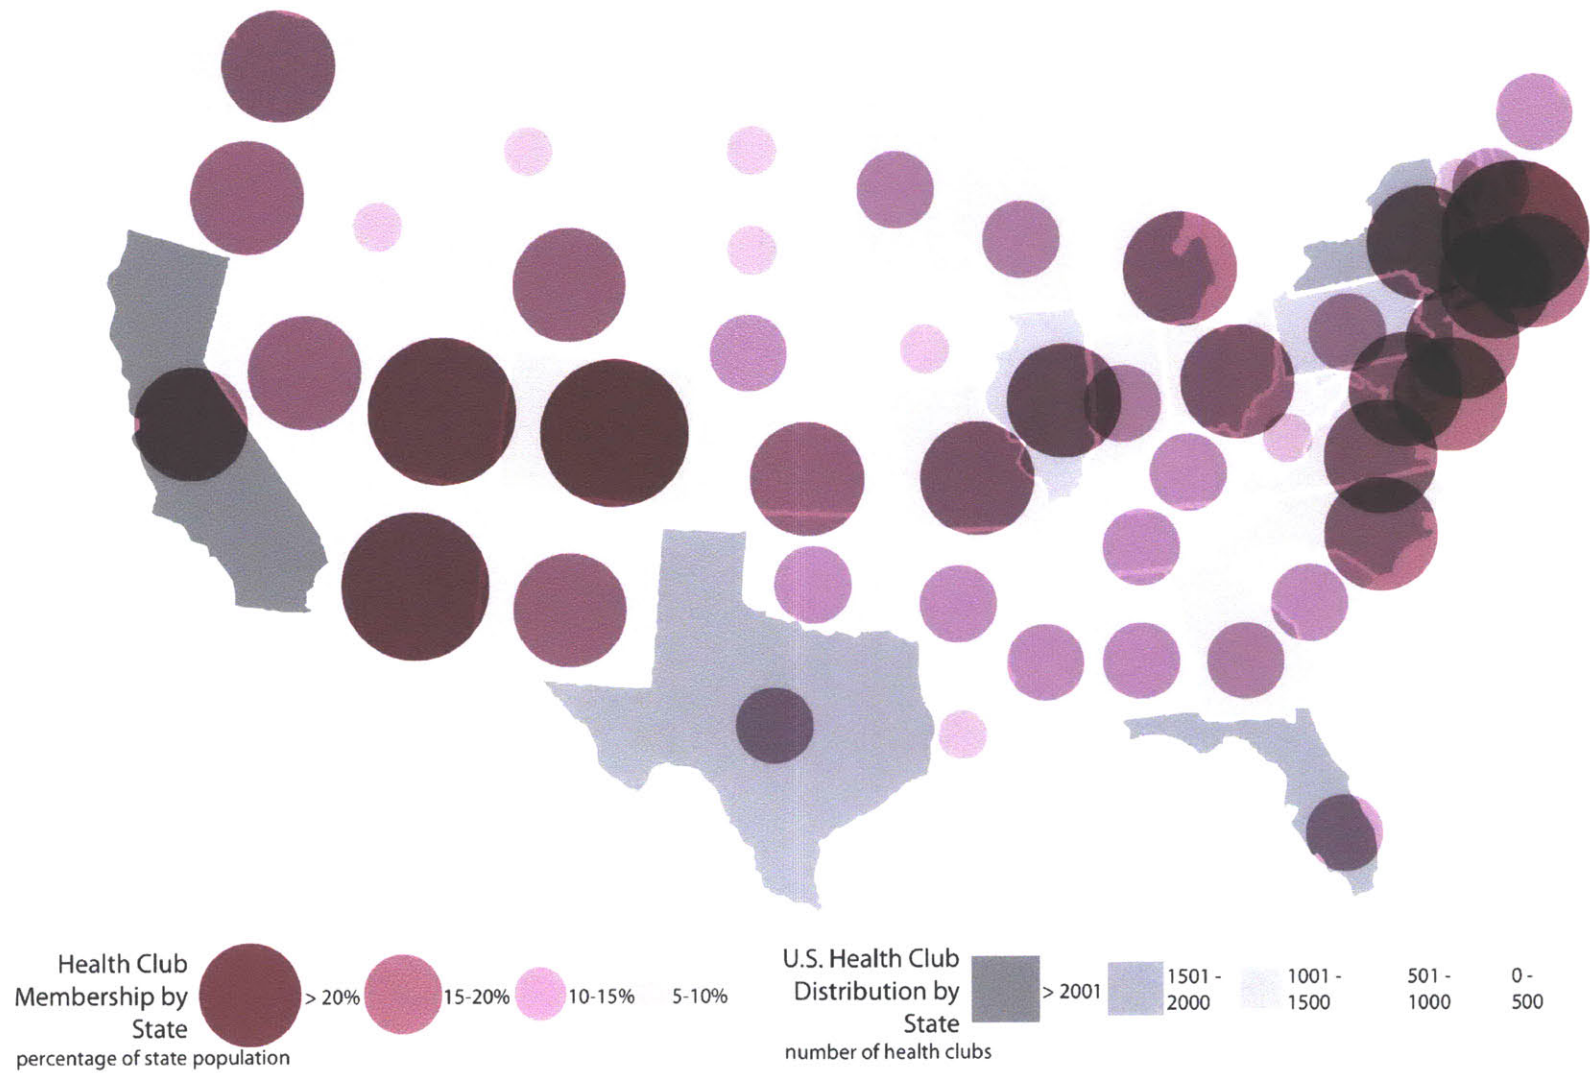 Health Club
Membership by
State
percentage of state population
> 20%
15-20%
10-15%
5-10%
U.S. Health Club
Distribution by
State
number of health clubs
> 2001
1501 -
2000
1001 -
1500
501 -
1000
0 -
500